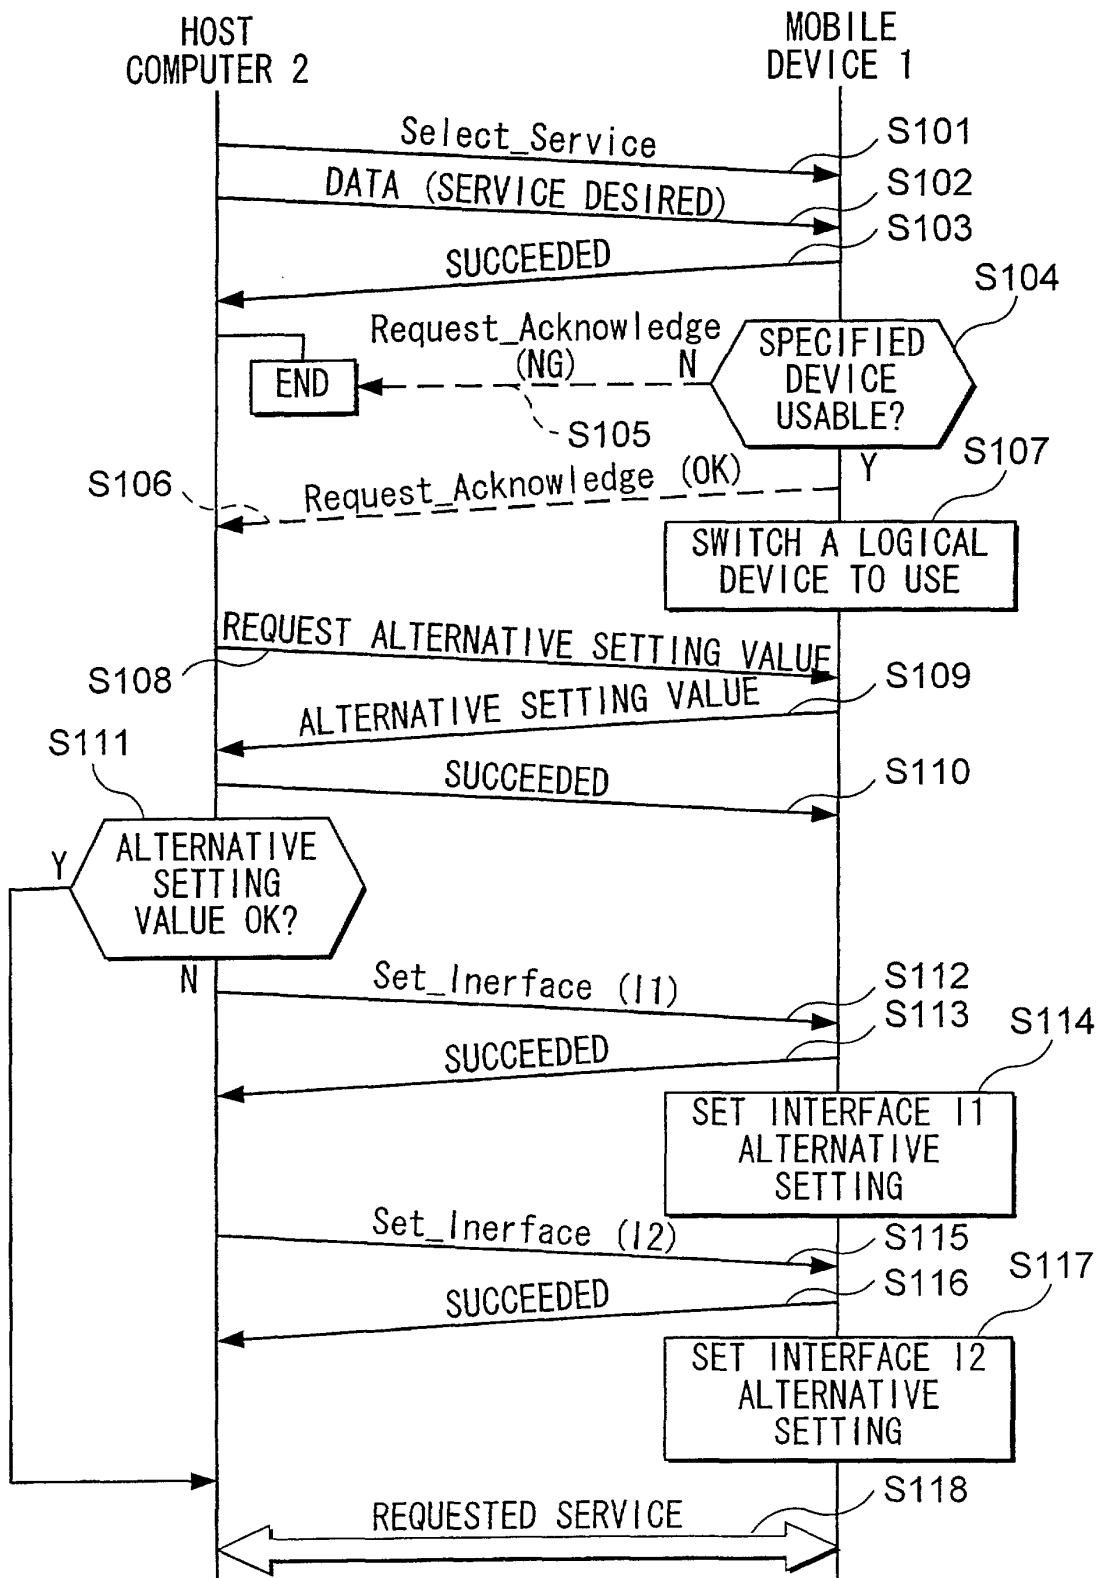 HOST
COMPUTER 2
MOBILE
DEVICE 1
Select_Service
S101
DATA (SERVICE DESIRED)
S102
SUCCEEDED
S103
S104
SPECIFIED
DEVICE
USABLE?
Request_Acknowledge
(NG)
N
END
S105
Y
S107
S106
Request_Acknowledge (OK)
SWITCH A LOGICAL
DEVICE TO USE
REQUEST ALTERNATIVE SETTING VALUE
S108
S109
ALTERNATIVE SETTING VALUE
S111
SUCCEEDED
S110
Y
ALTERNATIVE
SETTING
VALUE OK?
N
Set_Inerface (I1)
S112
S113
SUCCEEDED
S114
SET INTERFACE I1
ALTERNATIVE
SETTING
Set_Inerface (I2)
S115
S116
SUCCEEDED
S117
SET INTERFACE I2
ALTERNATIVE
SETTING
S118
REQUESTED SERVICE